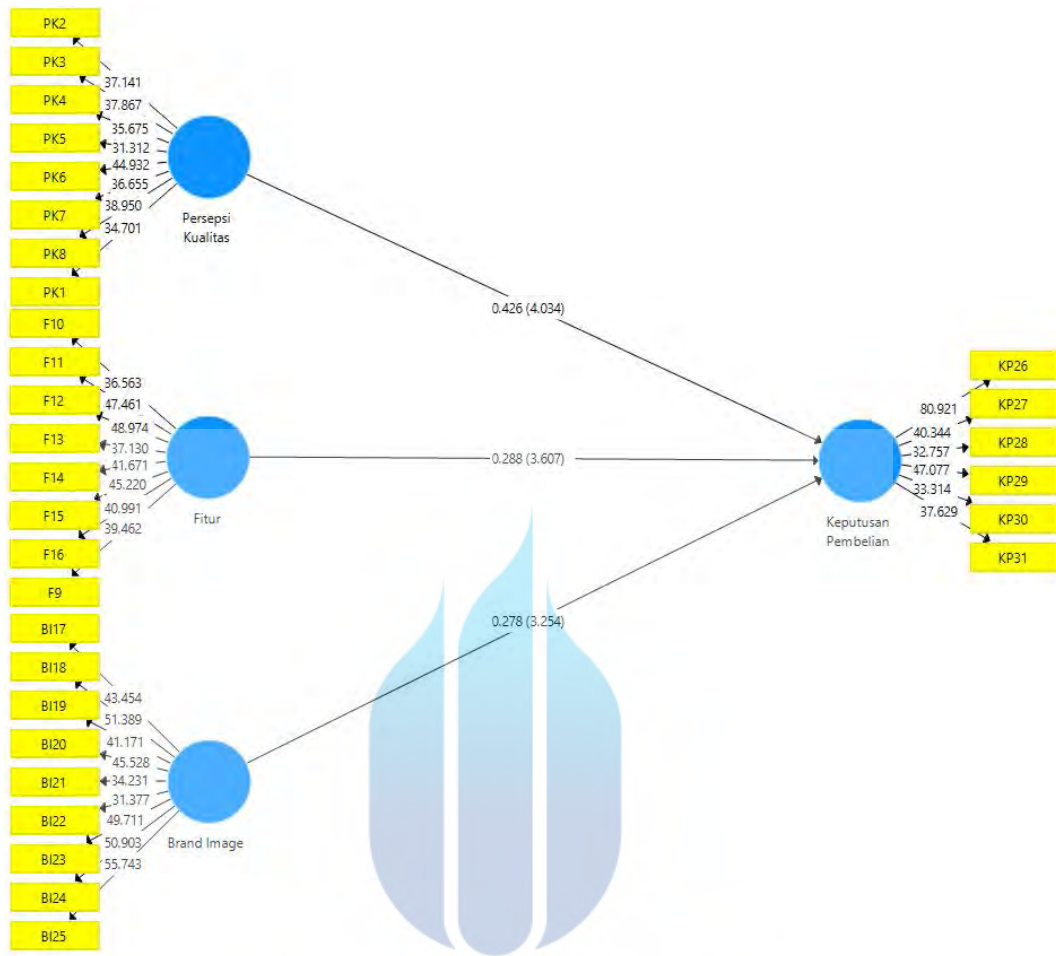 PK2
PK3
PK4
PK5
PK6
PK7
PK8
PK1
37.141
37.867
35.675
31.312
44.932
36.655
38.950
34.701
Persepsi
Kualitas
F10
F11
F12
F13
F14
F15
F16
F9
36.563
47.461
48.974
37.130
41.671
45.220
40.991
39.462
Fitur
BI17
BI18
BI19
BI20
BI21
BI22
BI23
BI24
BI25
43.454
51.389
41.171
45.528
34.231
31.377
49.711
50.903
55.743
Brand Image
0.426 (4.034)
0.288 (3.607)
0.278 (3.254)
Keputusan
Pembelian
80.921
40.344
32.757
47.077
33.314
37.629
KP26
KP27
KP28
KP29
KP30
KP31